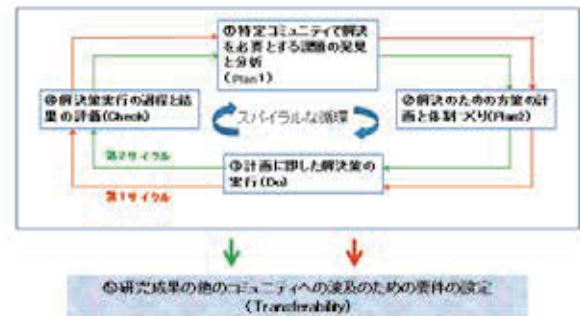 ①特定コミュニティで解決
を必要とする課題の発見
と分析
(Plan1)
④解決策実行の過程と結
果の評価(Check)
スパイラルな循環
②解決のための方策の計
画と体制づくり(Plan2)
第2サイクル
③計画に即した解決策の
実行(Do)
第1サイクル
⑤研究成果の他のコミュニティへの波及のための要件の設定
(Transferability)